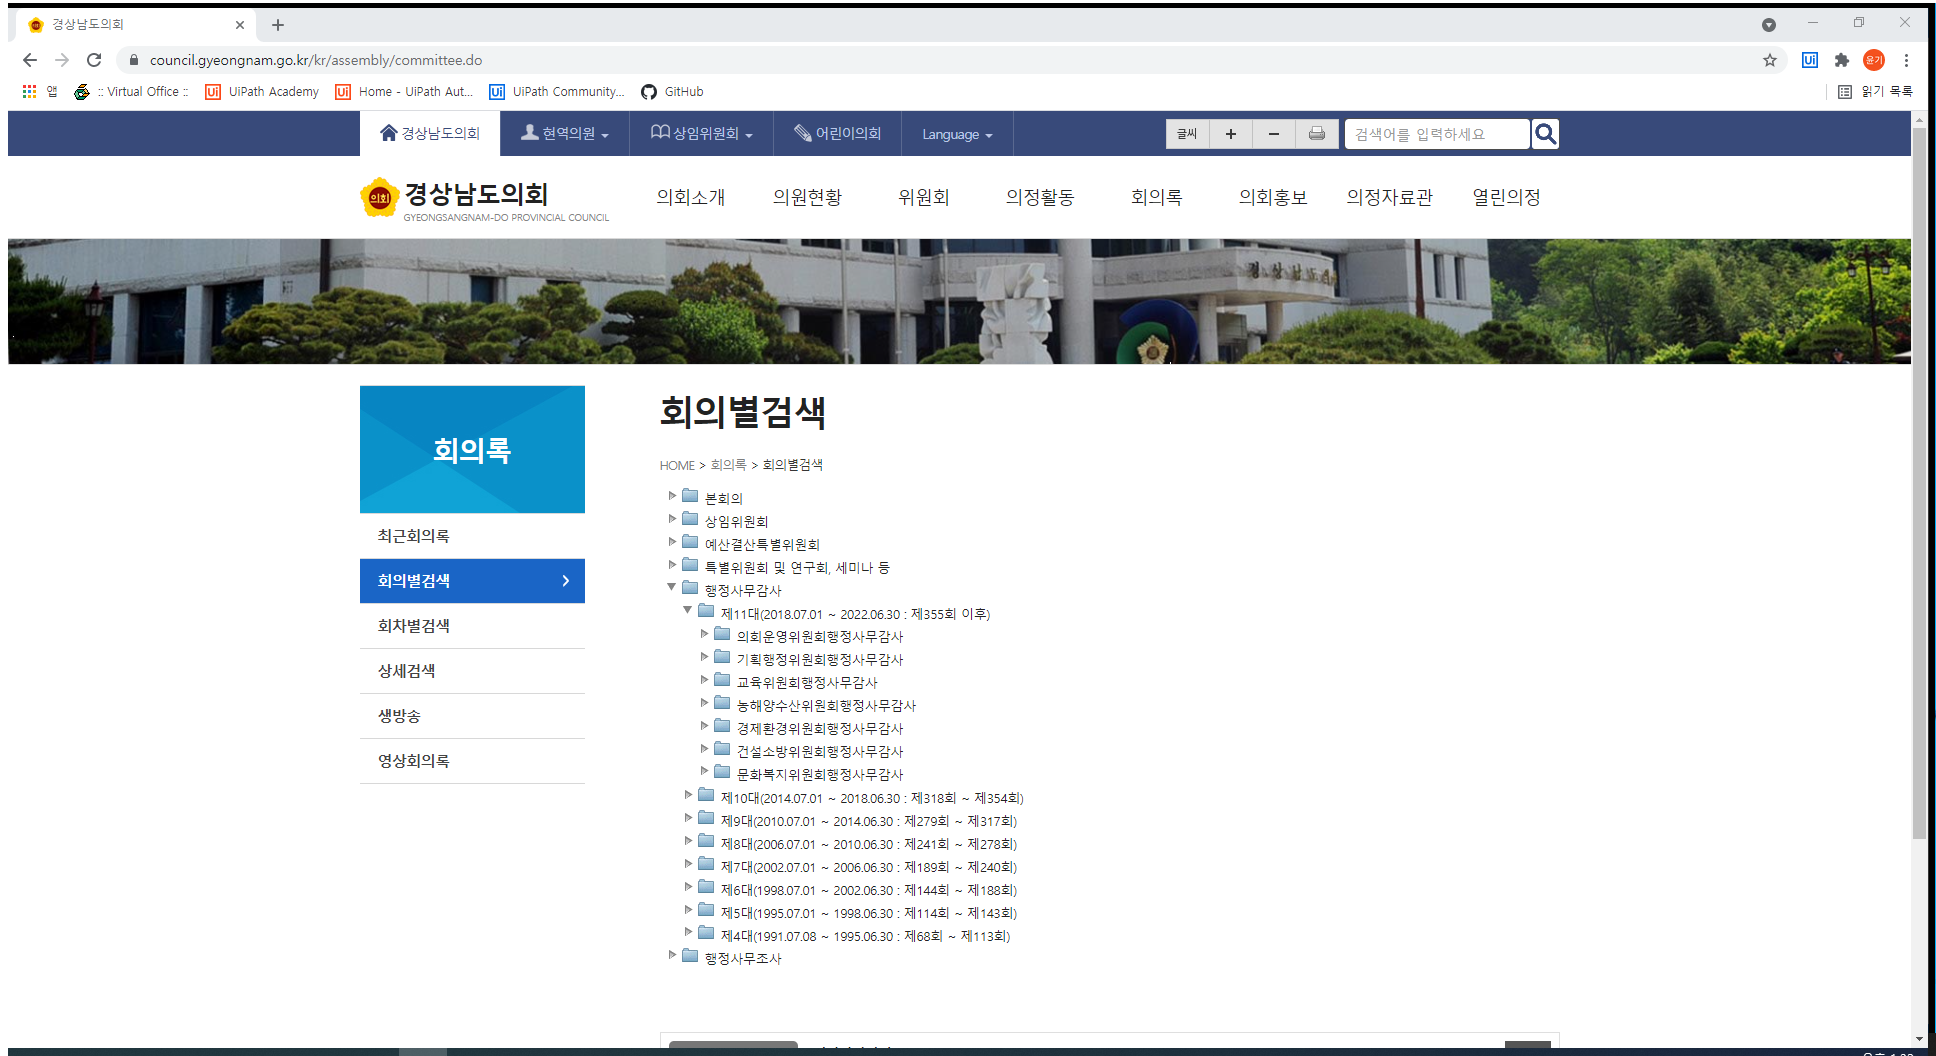 경상남도의회
council.gyeongnam.go.kr/kr/assembly/committee.do
윤기
앱
:: Virtual Office ::
UiPath Academy
Home - UiPath Aut...
UiPath Community...
GitHub
읽기 목록
경상남도의회
현역의원
상임위원회
어린이의회
Language
글씨
+
-
검색어를 입력하세요
의회
경상남도의회
GYEONGSANGNAM-DO PROVINCIAL COUNCIL
의회소개
의원현황
위원회
의정활동
회의록
의회홍보
의정자료관
열린의정
경상남도의
회의록
최근회의록
회의별검색
회차별검색
상세검색
생방송
영상회의록
회의별검색
HOME > 회의록 > 회의별검색
본회의
상임위원회
예산결산특별위원회
특별위원회 및 연구회, 세미나 등
행정사무감사
제11대(2018.07.01 ~ 2022.06.30 : 제355회 이후)
의회운영위원회행정사무감사
기획행정위원회행정사무감사
교육위원회행정사무감사
농해양수산위원회행정사무감사
경제환경위원회행정사무감사
건설소방위원회행정사무감사
문화복지위원회행정사무감사
제10대(2014.07.01 ~ 2018.06.30 : 제318회 ~ 제354회)
제9대(2010.07.01 ~ 2014.06.30 : 제279회 ~ 제317회)
제8대(2006.07.01 ~ 2010.06.30 : 제241회 ~ 제278회)
제7대(2002.07.01 ~ 2006.06.30 : 제189회 ~ 제240회)
제6대(1998.07.01 ~ 2002.06.30 : 제144회 ~ 제188회)
제5대(1995.07.01 ~ 1998.06.30 : 제114회 ~ 제143회)
제4대(1991.07.08 ~ 1995.06.30 : 제68회 ~ 제113회)
행정사무조사